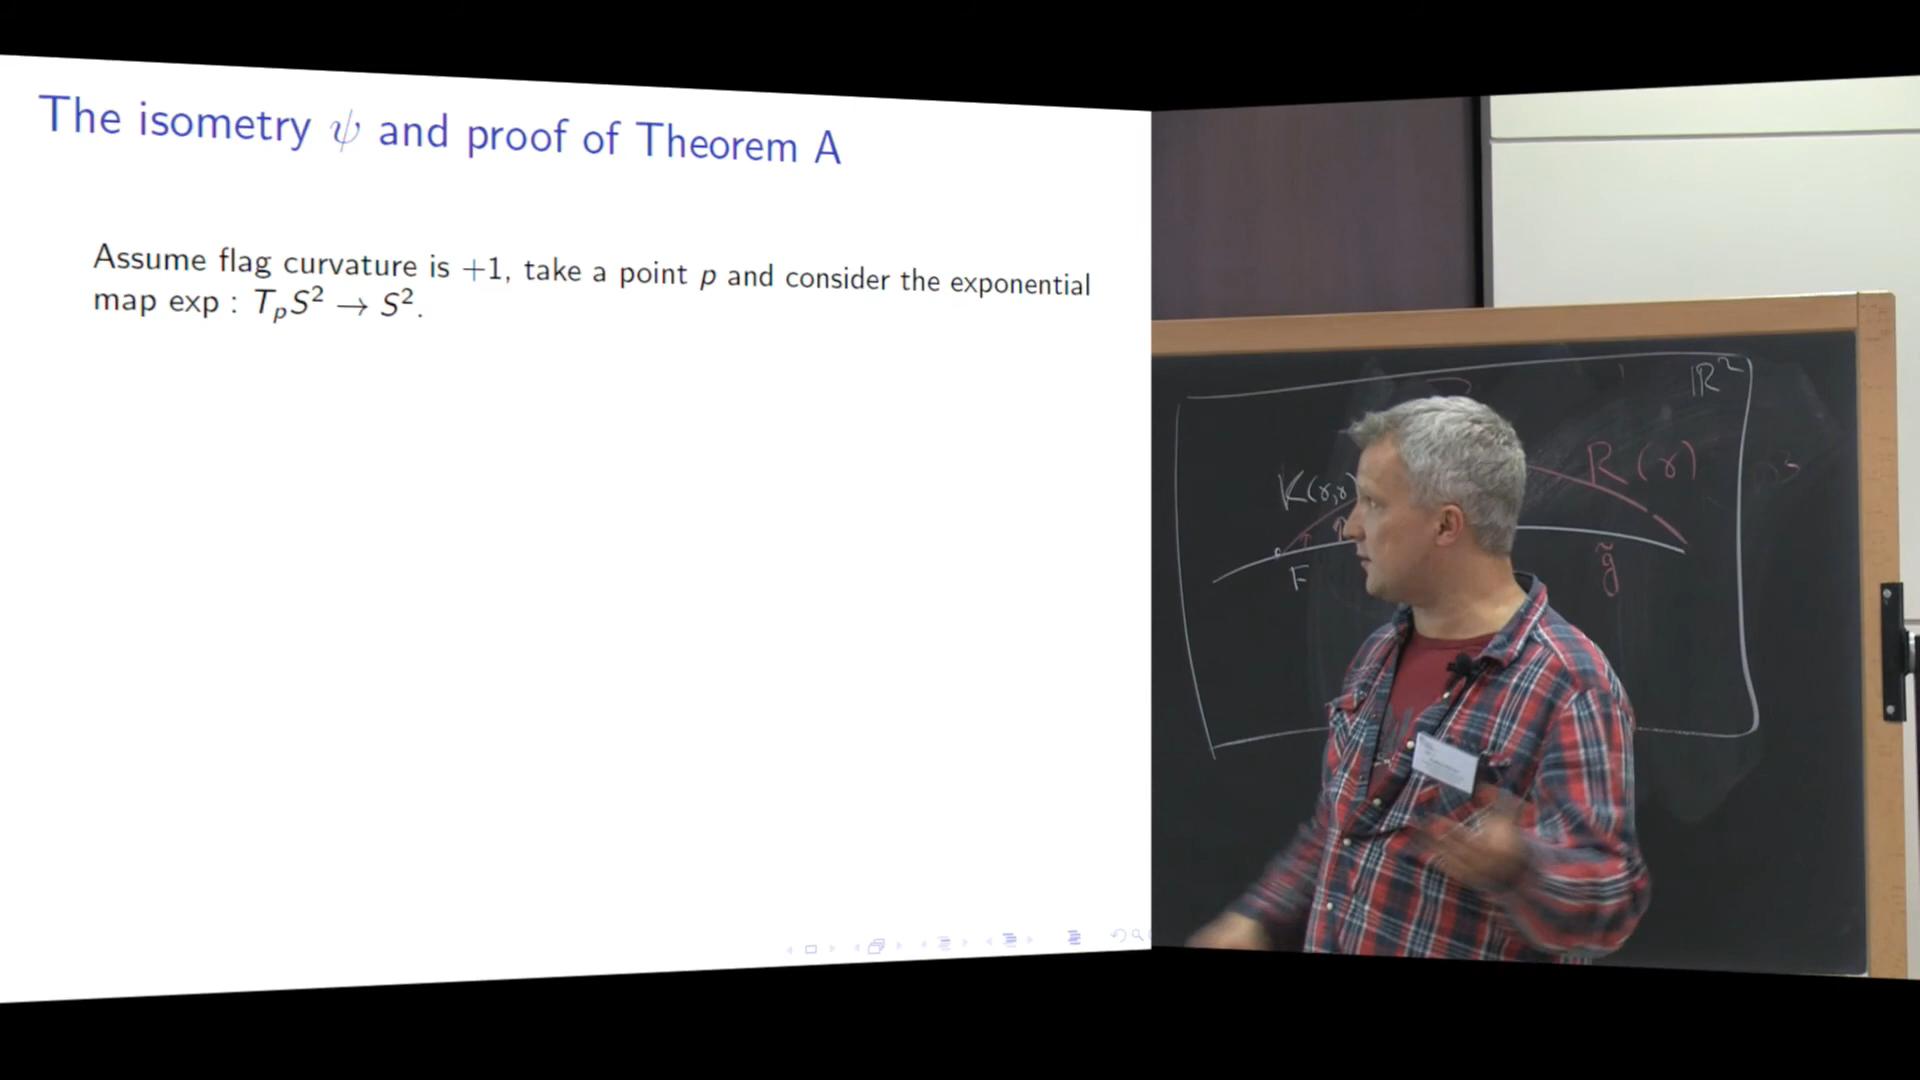 The isometry ψ and proof of Theorem A
Assume flag curvature is +1, take a point p and consider the exponential
map exp : TₚS² → S².
ℝ²
K(γ,γ)
R(γ)
F
g̃